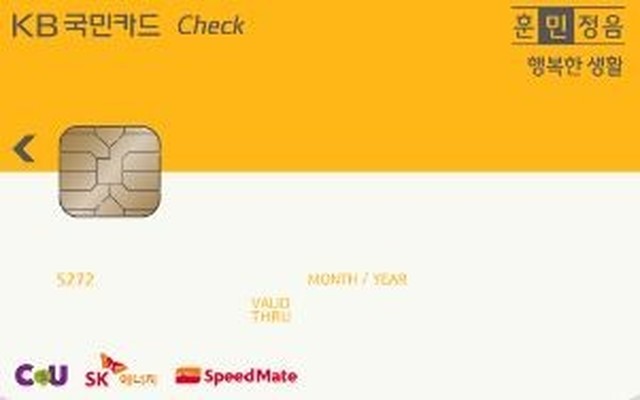 KB 국민카드 Check
훈민정음
행복한 생활
5272
MONTH / YEAR
VALID
THRU
CU SK 에너지 SpeedMate